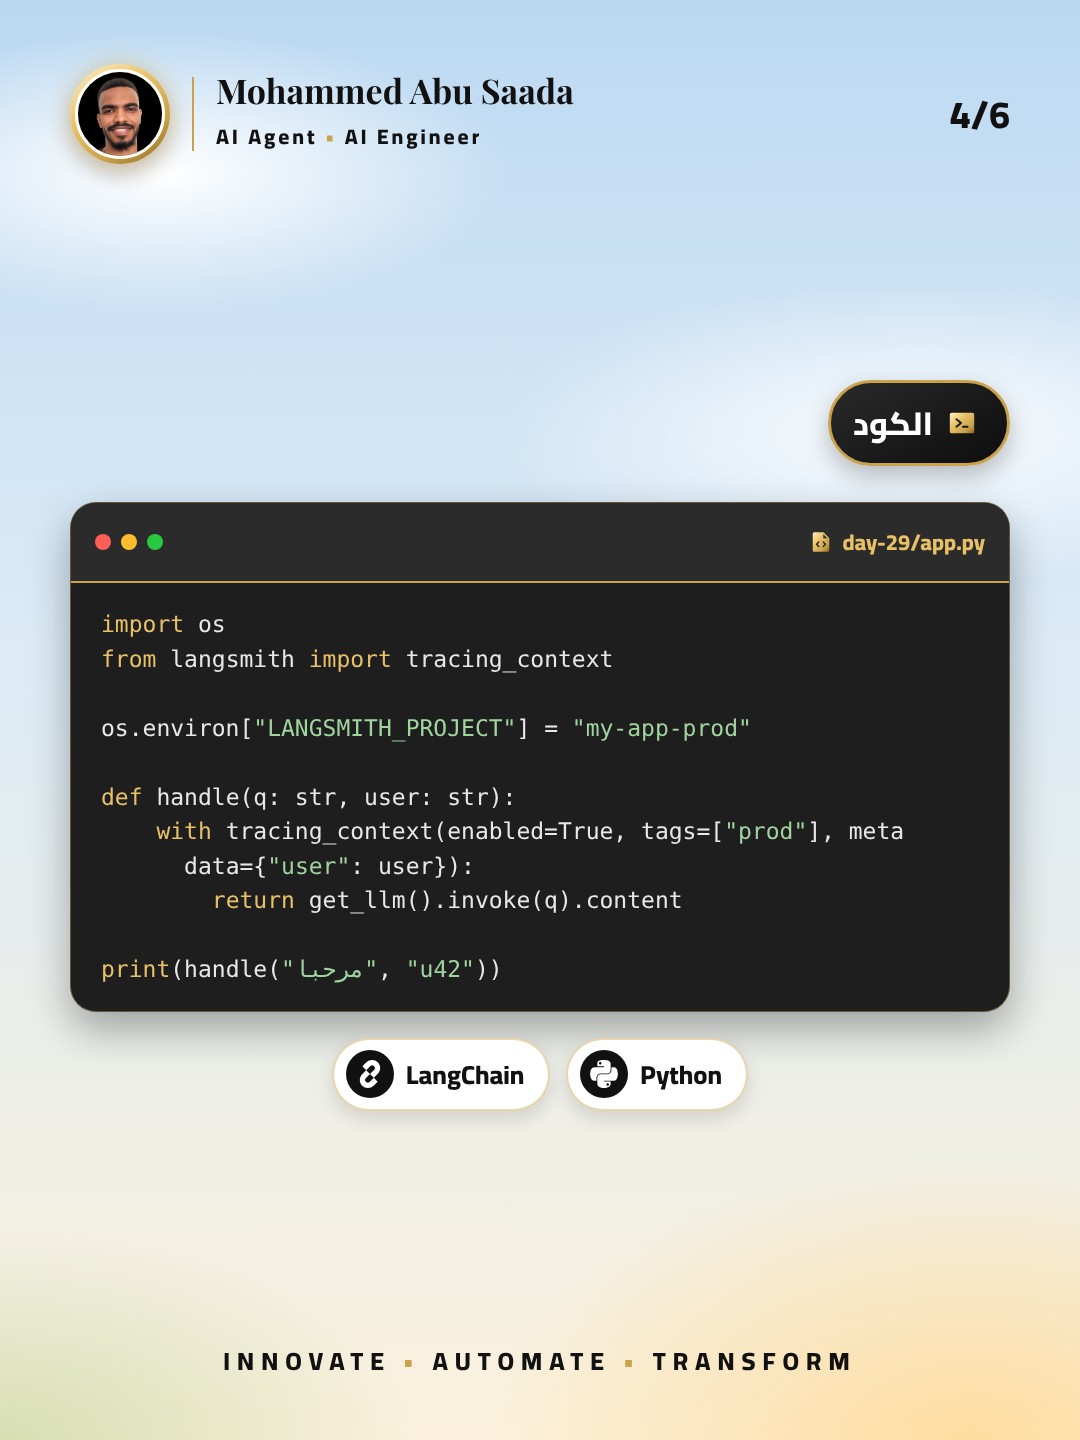 Mohammed Abu Saada
AI Agent ▪ AI Engineer
4/6
الكود
day-29/app.py
import os
from langsmith import tracing_context

os.environ["LANGSMITH_PROJECT"] = "my-app-prod"

def handle(q: str, user: str):
    with tracing_context(enabled=True, tags=["prod"], meta
      data={"user": user}):
        return get_llm().invoke(q).content

print(handle("مرحبا", "u42"))
LangChain
Python
INNOVATE ▪ AUTOMATE ▪ TRANSFORM